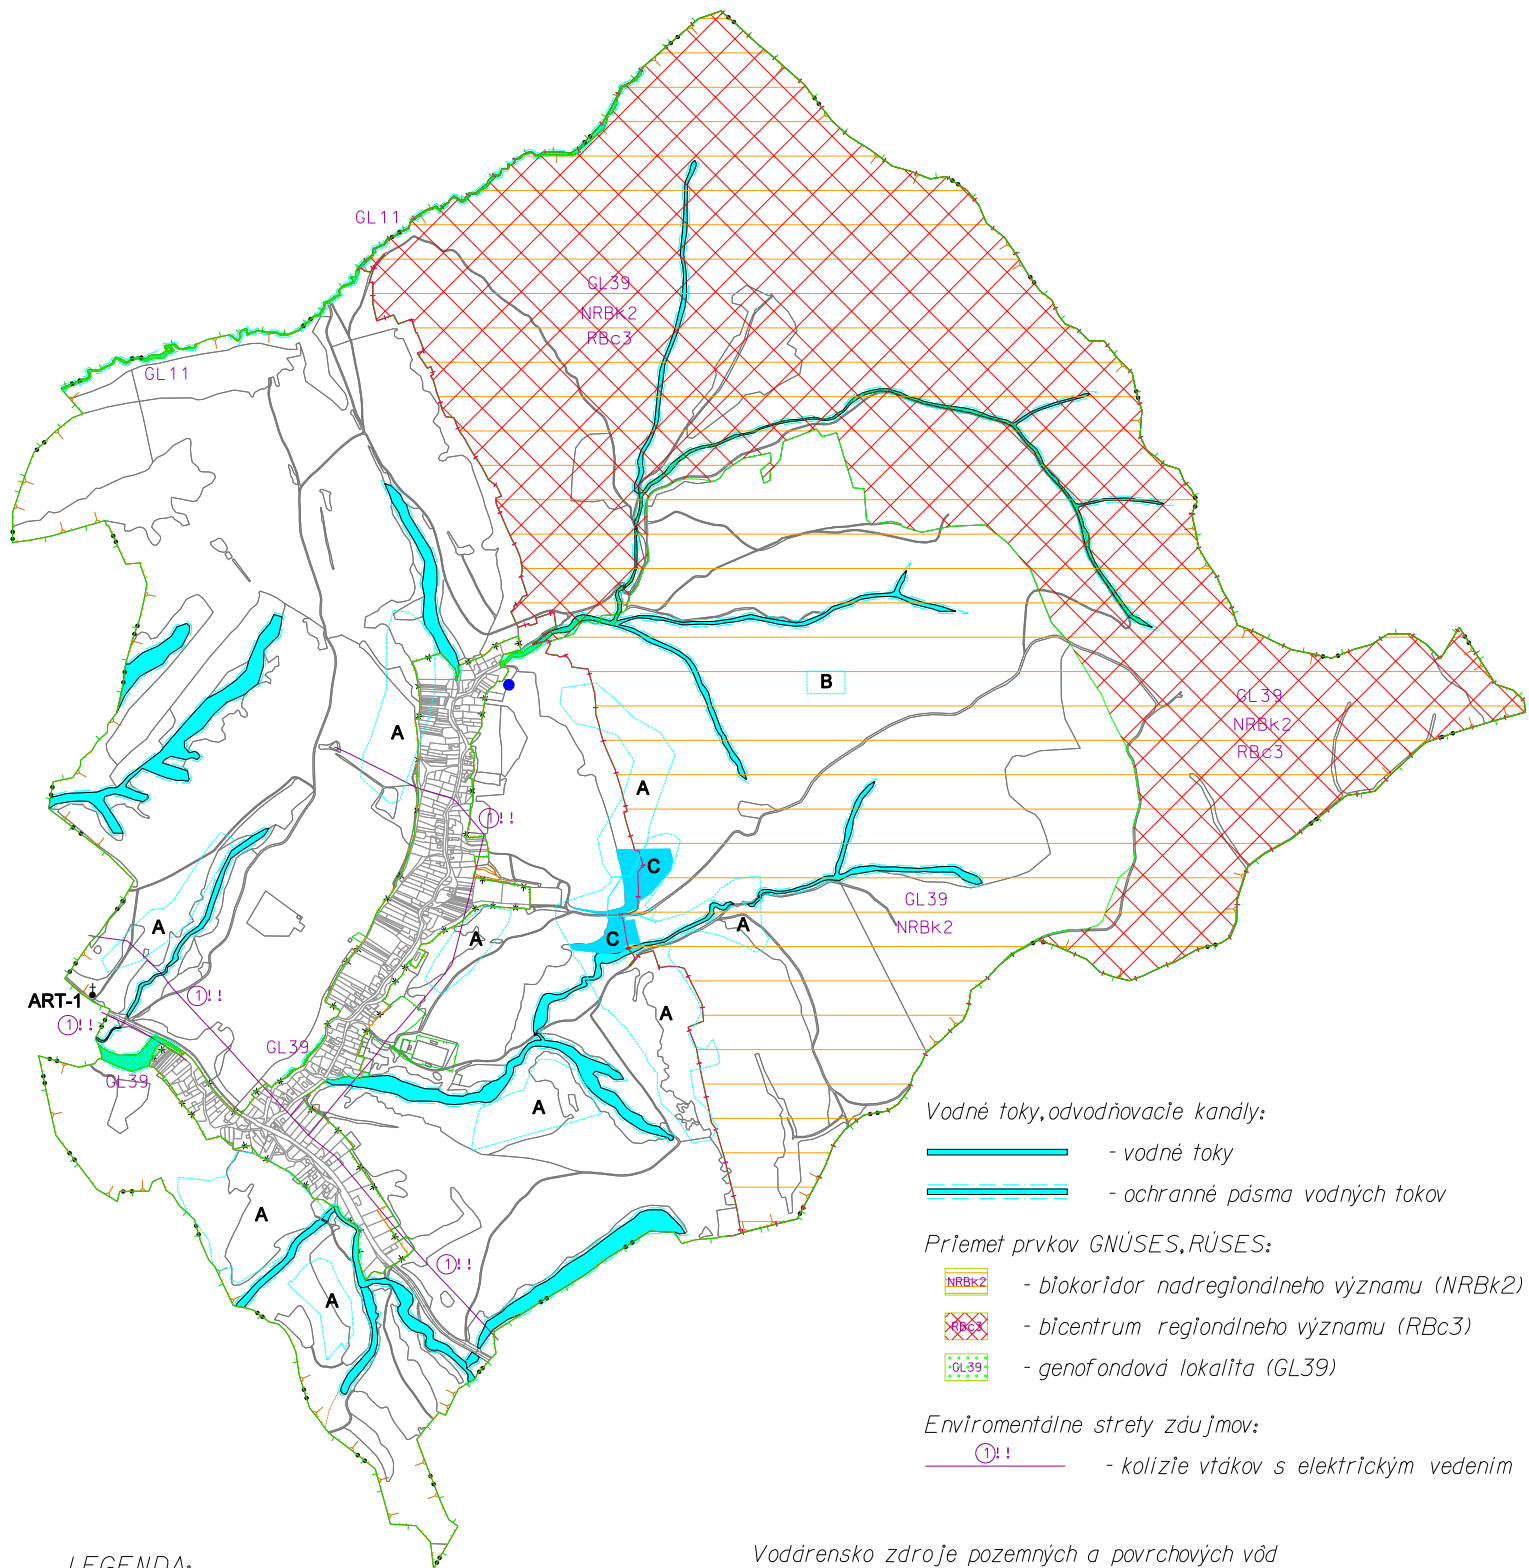 GL11
GL11
GL39
NRBk2
RBc3
B
GL39
NRBk2
RBc3
A
A
1!!
C
GL39
NRBk2
A
A
A
C
ART-1
1!!
1!!
A
GL39
GL39
A
A
A
1!!
Vodné toky, odvodňovacie kanály:
- vodné toky
- ochranné pásma vodných tokov
Priemet prvkov GNÚSES, RÚSES:
NRBk2 - biokoridor nadregionálneho významu (NRBk2)
RBc3 - bicentrum regionálneho významu (RBc3)
GL39 - genofondová lokalita (GL39)
Enviromentálne strety záujmov:
1!! - kolízie vtákov s elektrickým vedením
LEGENDA:
Vodárensko zdroje pozemných a povrchových vôd